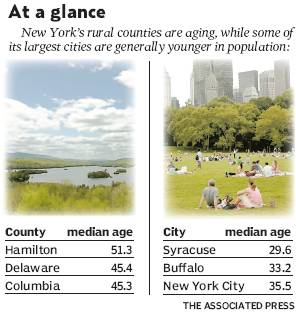 At a glance
New York's rural counties are aging, while some of
its largest cities are generally younger in population:
County median age
Hamilton 51.3
Delaware 45.4
Columbia 45.3
City median age
Syracuse 29.6
Buffalo 33.2
New York City 35.5
THE ASSOCIATED PRESS